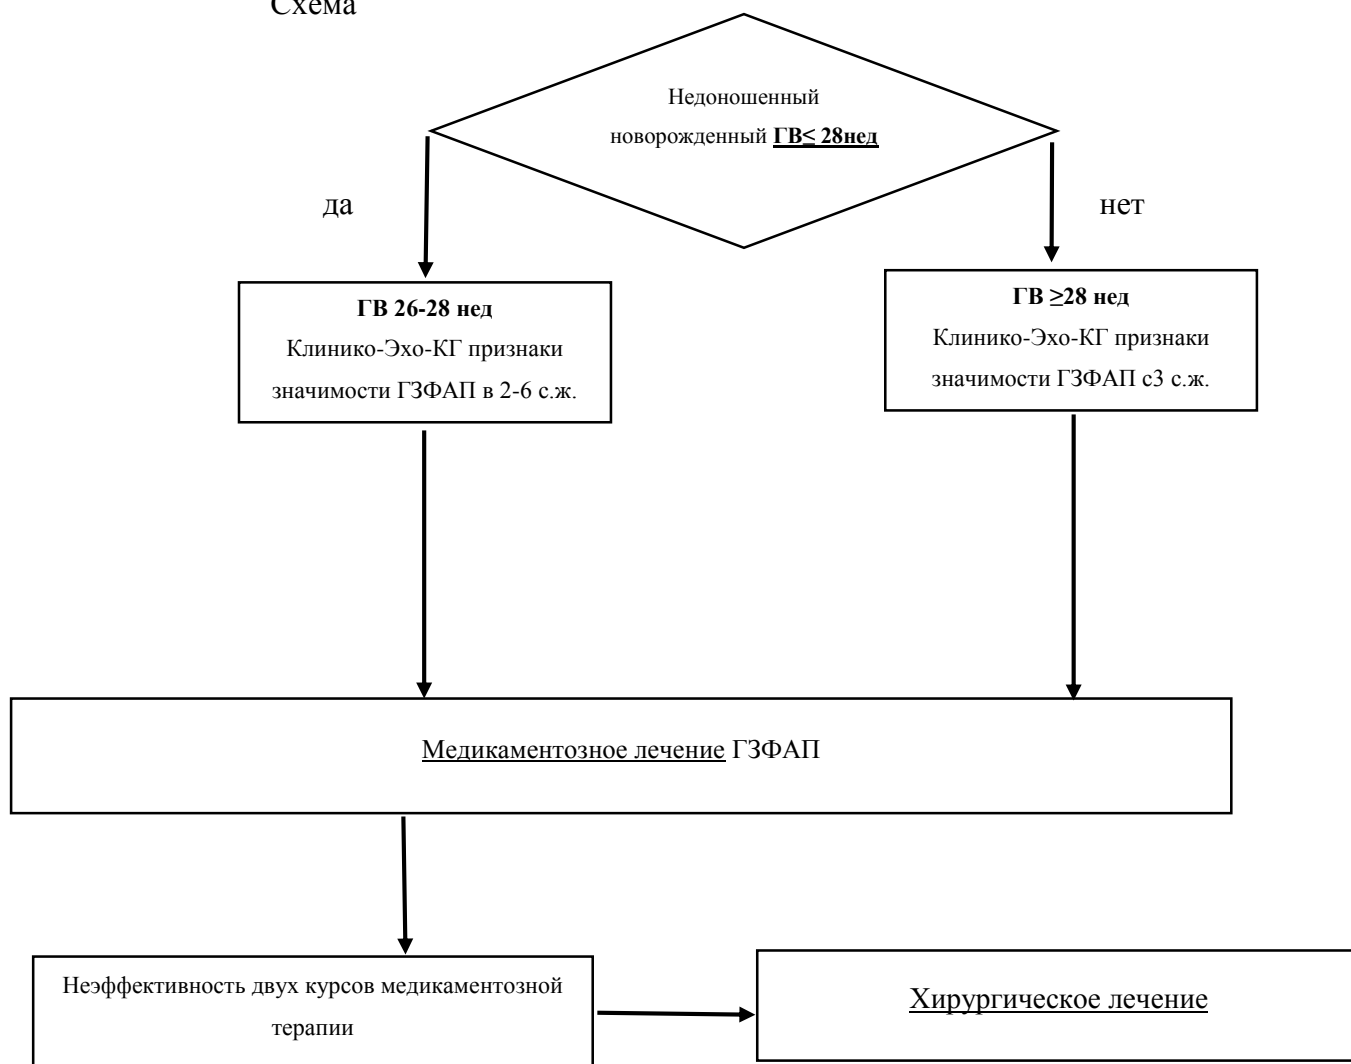 Схема
Недоношенный
новорожденный ГВ≤ 28нед
да
нет
ГВ 26-28 нед
Клинико-Эхо-КГ признаки
значимости ГЗФАП в 2-6 с.ж.
ГВ ≥28 нед
Клинико-Эхо-КГ признаки
значимости ГЗФАП с3 с.ж.
Медикаментозное лечение ГЗФАП
Неэффективность двух курсов медикаментозной
терапии
Хирургическое лечение